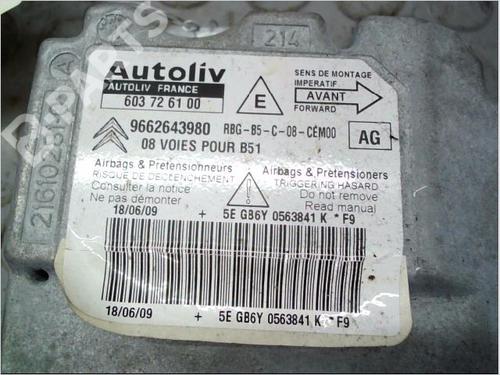 214
B PARTS
Autoliv
AUTOLIV FRANCE
603 72 61 00
E
SENS DE MONTAGE
IMPERATIF
AVANT
FORWARD
9662643980 RBG-B5-C-08-CÉM00
08 VOIES POUR B51
AG
Airbags & Pretensionneurs
RISQUE DE DECLENCHEMENT
Consulter la notice
Ne pas démonter
Airbags & Pretensioners
TRIGGERING HASARD
Do not remove
Read manual
18/06/09 + 5E GB6Y 0563841 K * F9
18/06/09 + 5E GB6Y 0563841 K * F9